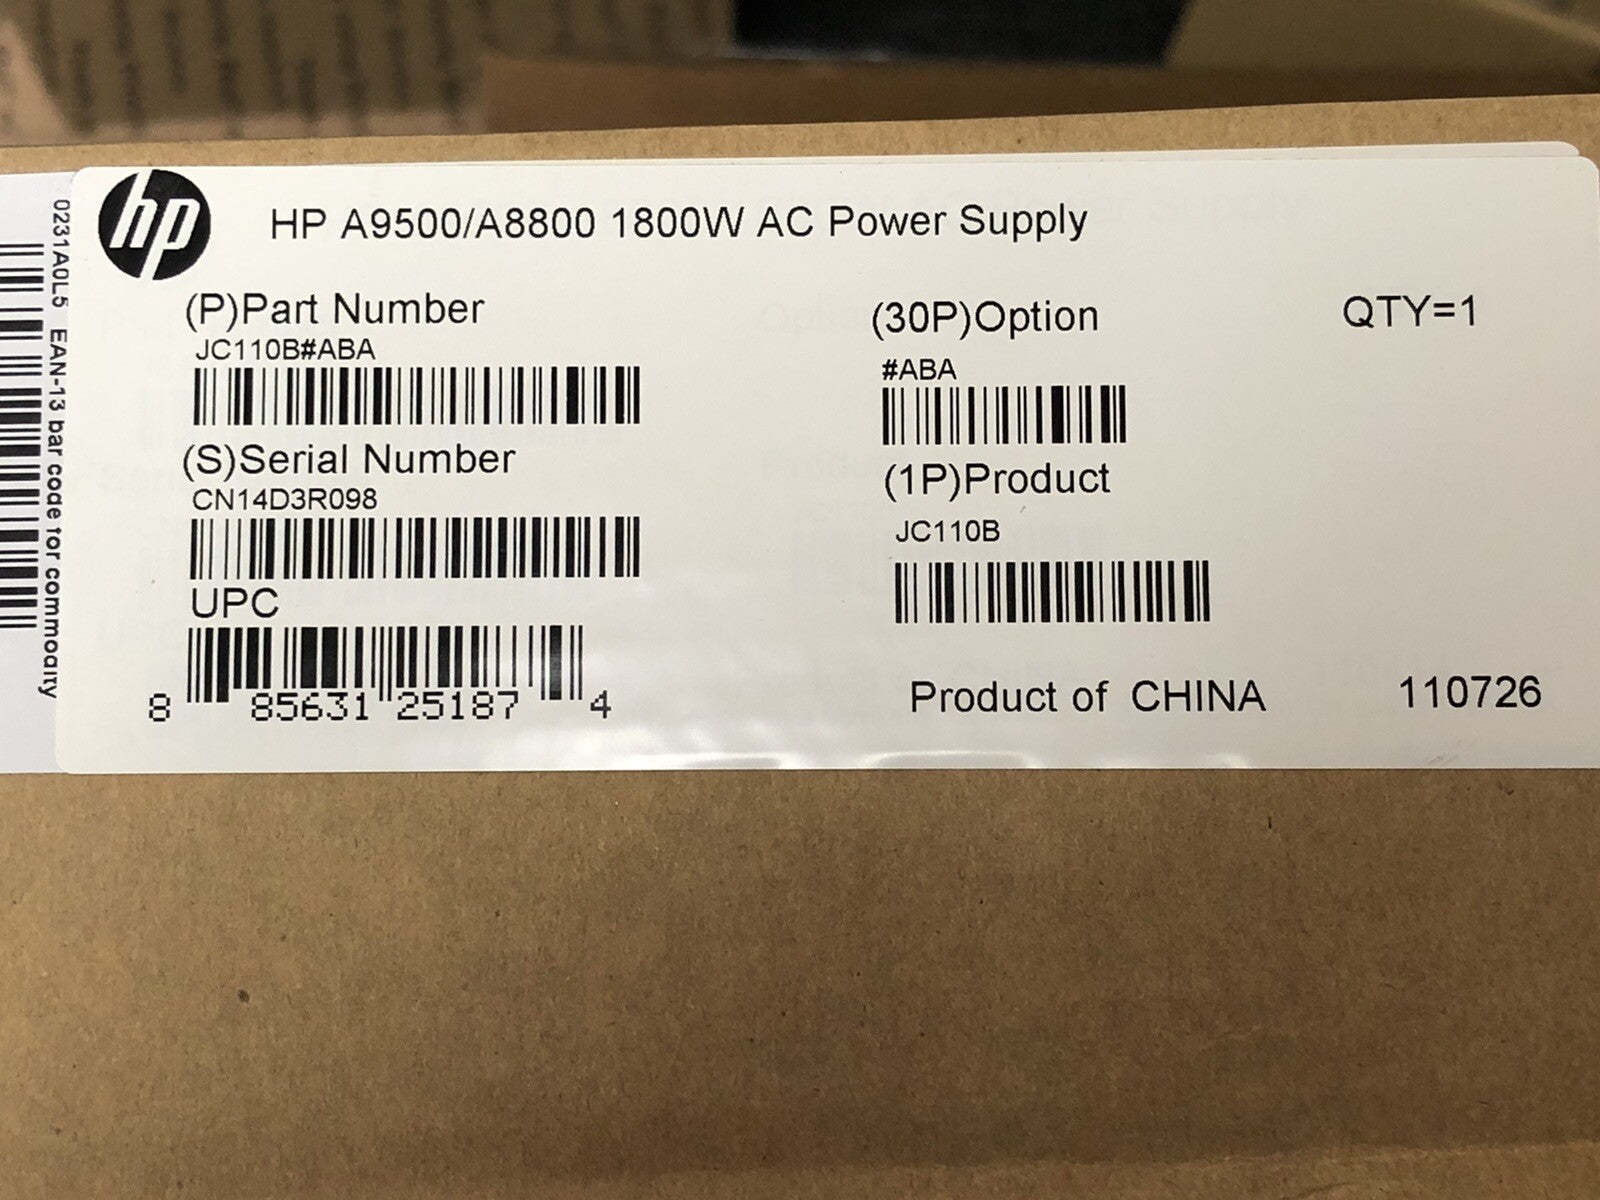 hp
HP A9500/A8800 1800W AC Power Supply
(P)Part Number
JC110B#ABA
(30P)Option
#ABA
QTY=1
(S)Serial Number
CN14D3R098
(1P)Product
JC110B
UPC
8 85631 25187 4
Product of CHINA
110726
0231A0L5 EAN-13 bar code for commodity